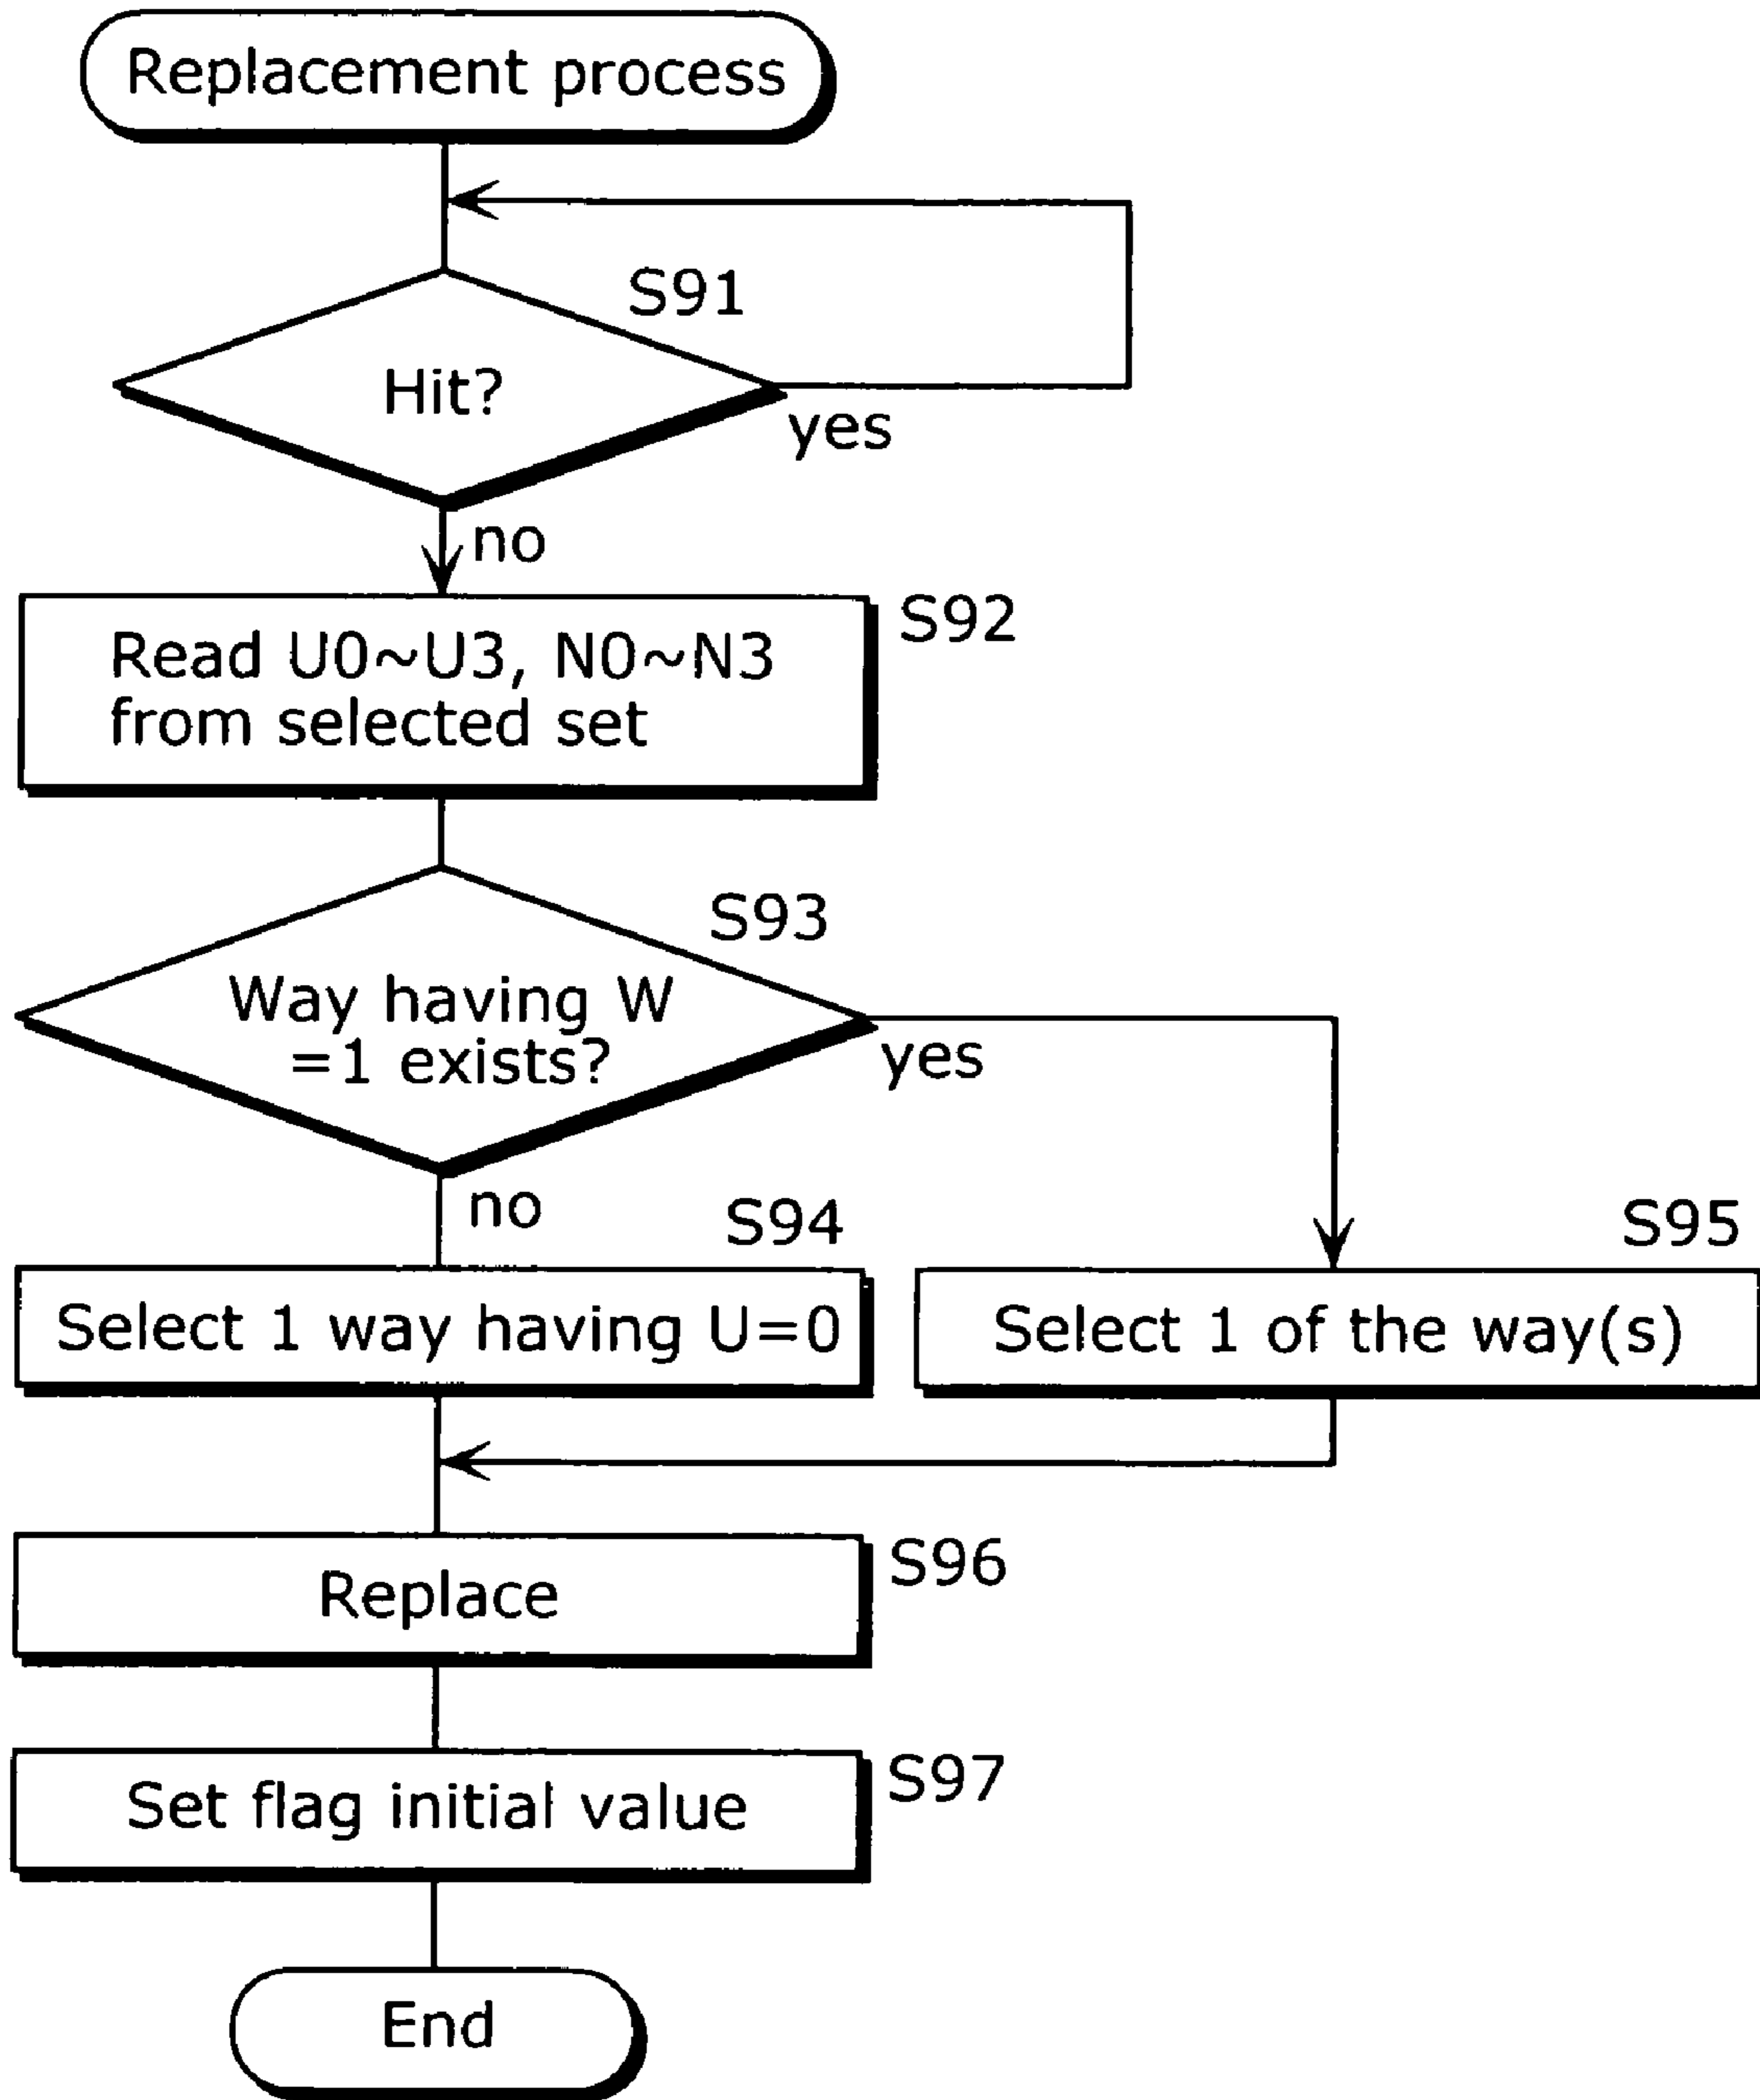 Replacement process
S91
Hit?
yes
no
S92
Read U0~U3, N0~N3
from selected set
S93
Way having W
=1 exists?
yes
no
S94
S95
Select 1 way having U=0
Select 1 of the way(s)
Replace
S96
Set flag initial value
S97
End